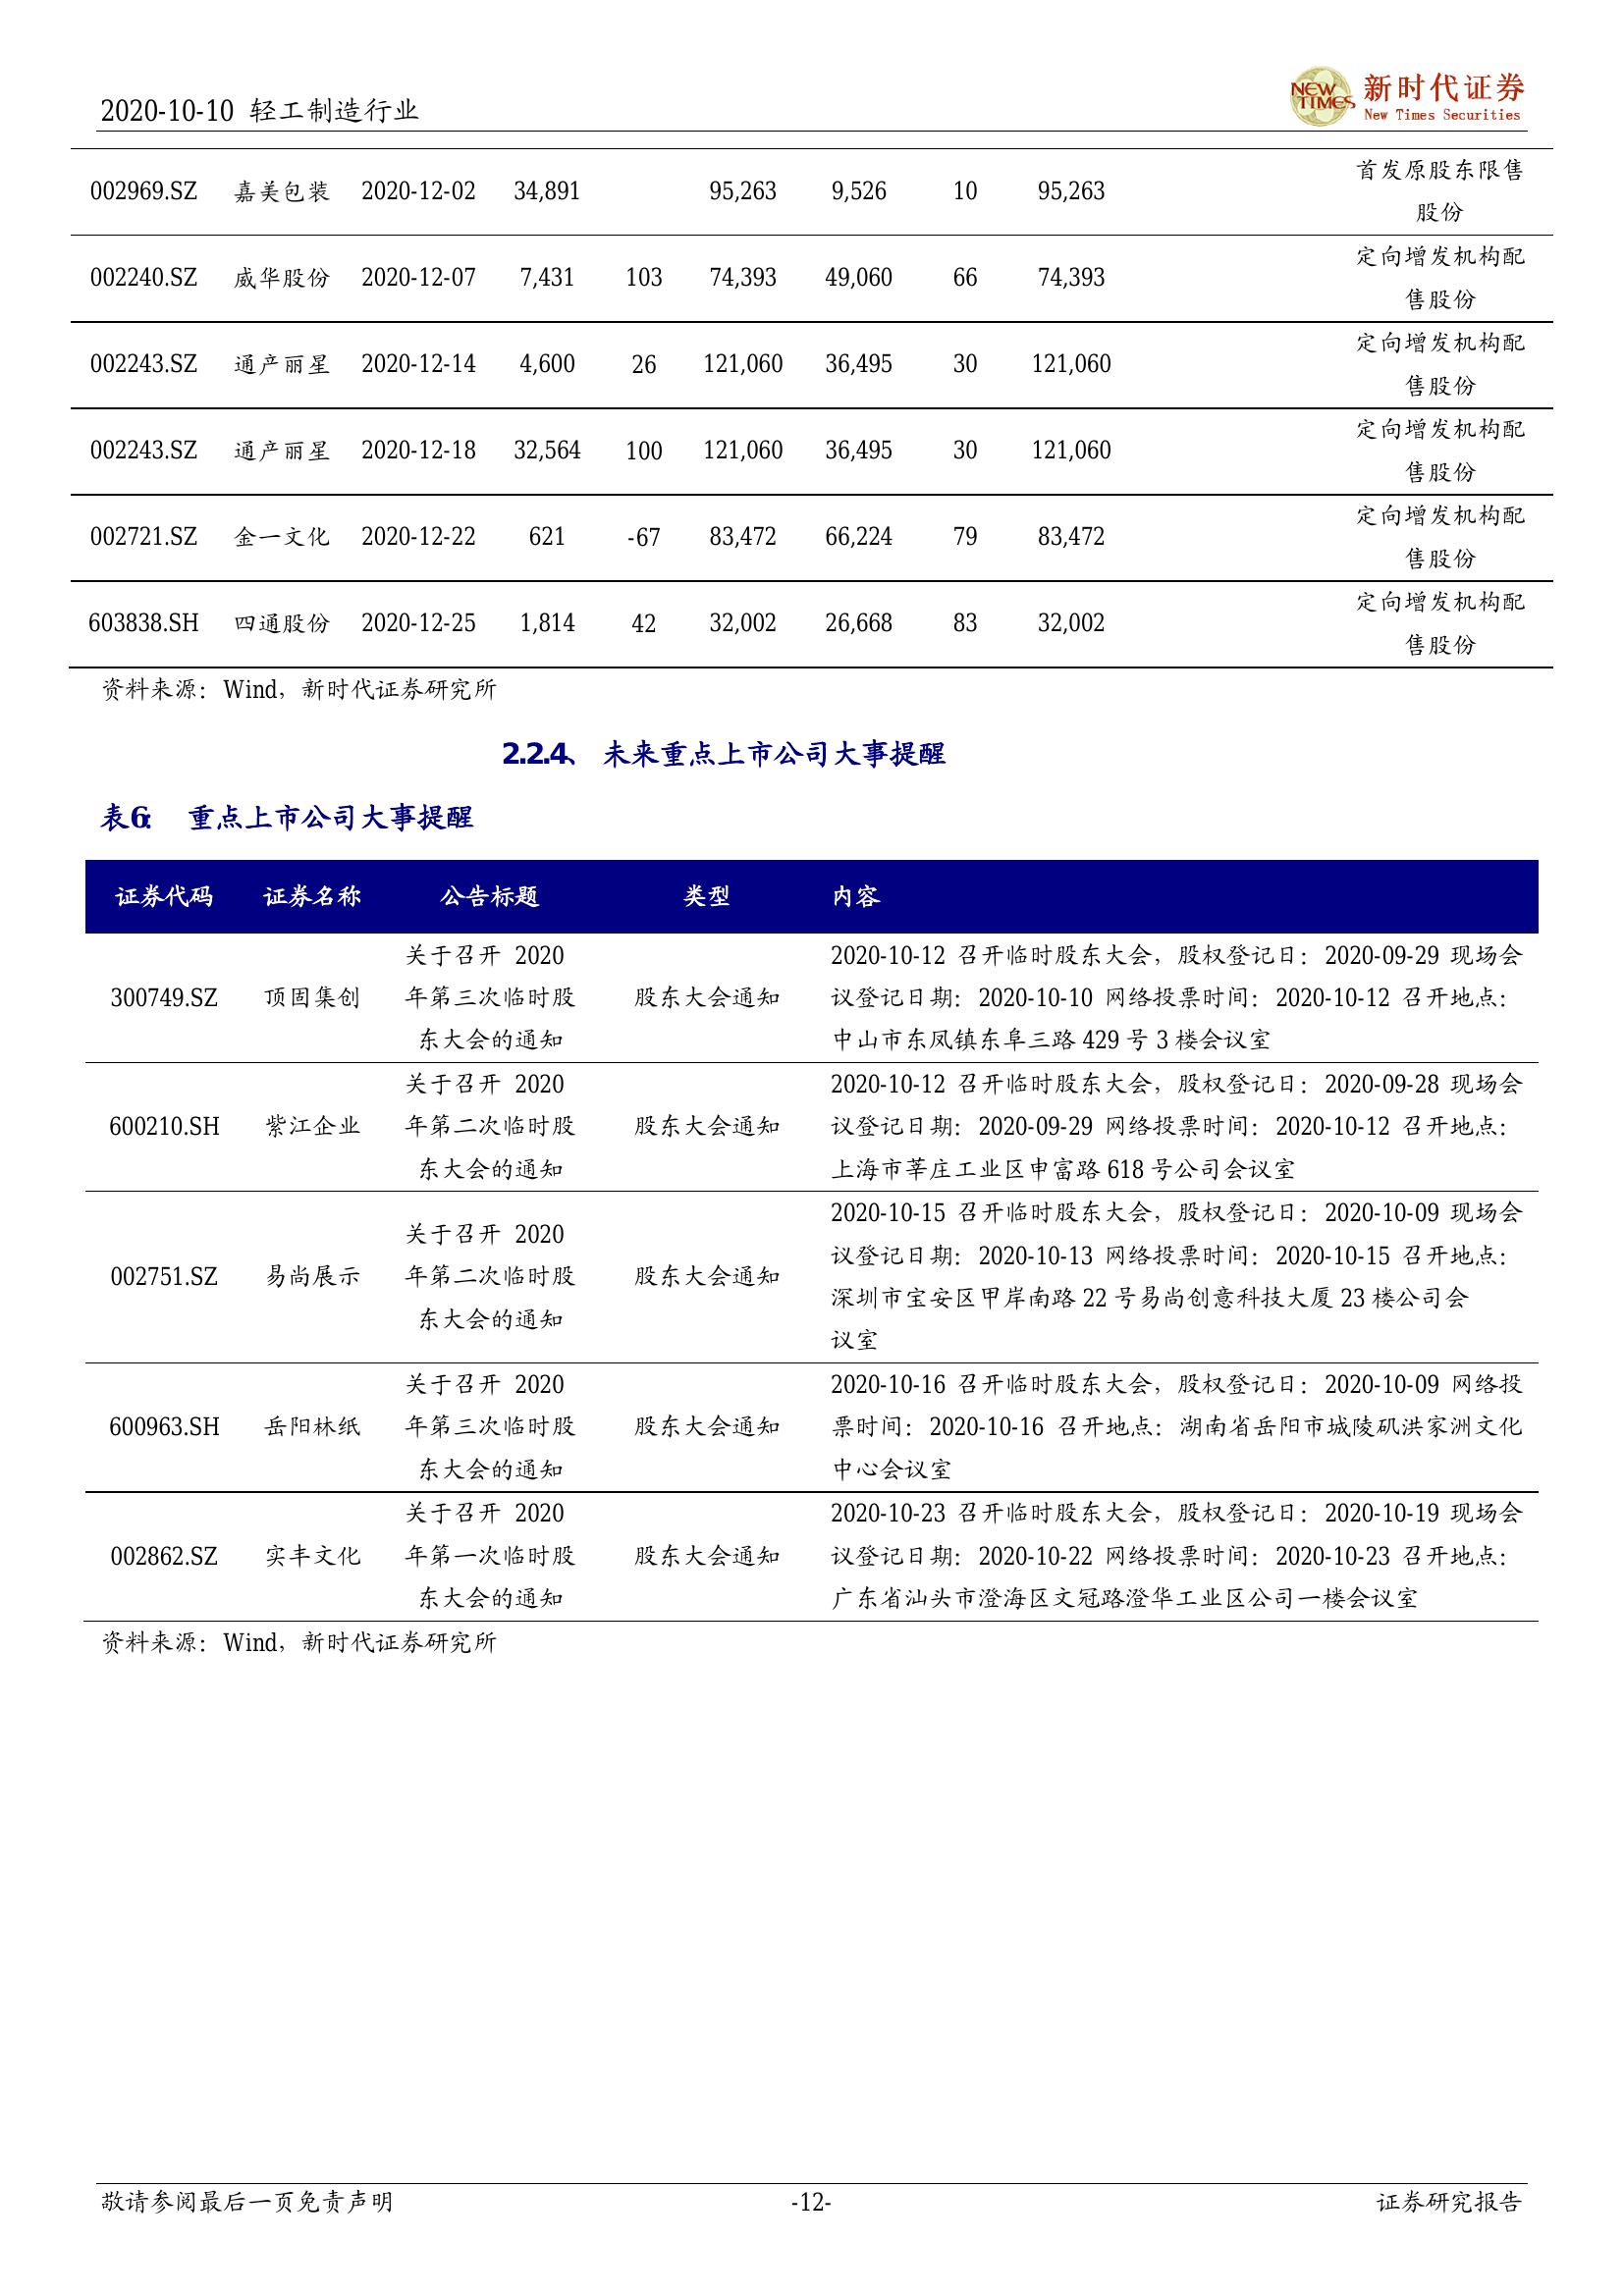 2020-10-10 轻工制造行业
NEW TIMES 新时代证券
New Times Securities
首发原股东限售
002969.SZ 嘉美包装 2020-12-02 34,891 95,263 9,526 10 95,263
股份
定向增发机构配
002240.SZ 威华股份 2020-12-07 7,431 103 74,393 49,060 66 74,393
售股份
定向增发机构配
002243.SZ 通产丽星 2020-12-14 4,600 26 121,060 36,495 30 121,060
售股份
定向增发机构配
002243.SZ 通产丽星 2020-12-18 32,564 100 121,060 36,495 30 121,060
售股份
定向增发机构配
002721.SZ 金一文化 2020-12-22 621 -67 83,472 66,224 79 83,472
售股份
定向增发机构配
603838.SH 四通股份 2020-12-25 1,814 42 32,002 26,668 83 32,002
售股份
资料来源：Wind，新时代证券研究所
2.2.4、 未来重点上市公司大事提醒
表6： 重点上市公司大事提醒
证券代码 证券名称 公告标题 类型 内容
关于召开 2020 2020-10-12 召开临时股东大会，股权登记日：2020-09-29 现场会
300749.SZ 顶固集创 年第三次临时股 股东大会通知 议登记日期：2020-10-10 网络投票时间：2020-10-12 召开地点：
东大会的通知 中山市东凤镇东阜三路 429 号 3 楼会议室
关于召开 2020 2020-10-12 召开临时股东大会，股权登记日：2020-09-28 现场会
600210.SH 紫江企业 年第二次临时股 股东大会通知 议登记日期：2020-09-29 网络投票时间：2020-10-12 召开地点：
东大会的通知 上海市莘庄工业区申富路 618 号公司会议室
2020-10-15 召开临时股东大会，股权登记日：2020-10-09 现场会
关于召开 2020 议登记日期：2020-10-13 网络投票时间：2020-10-15 召开地点：
002751.SZ 易尚展示 年第二次临时股 股东大会通知 深圳市宝安区甲岸南路 22 号易尚创意科技大厦 23 楼公司会
东大会的通知 议室
关于召开 2020 2020-10-16 召开临时股东大会，股权登记日：2020-10-09 网络投
600963.SH 岳阳林纸 年第三次临时股 股东大会通知 票时间：2020-10-16 召开地点：湖南省岳阳市城陵矶洪家洲文化
东大会的通知 中心会议室
关于召开 2020 2020-10-23 召开临时股东大会，股权登记日：2020-10-19 现场会
002862.SZ 实丰文化 年第一次临时股 股东大会通知 议登记日期：2020-10-22 网络投票时间：2020-10-23 召开地点：
东大会的通知 广东省汕头市澄海区文冠路澄华工业区公司一楼会议室
资料来源：Wind，新时代证券研究所
敬请参阅最后一页免责声明 -12- 证券研究报告